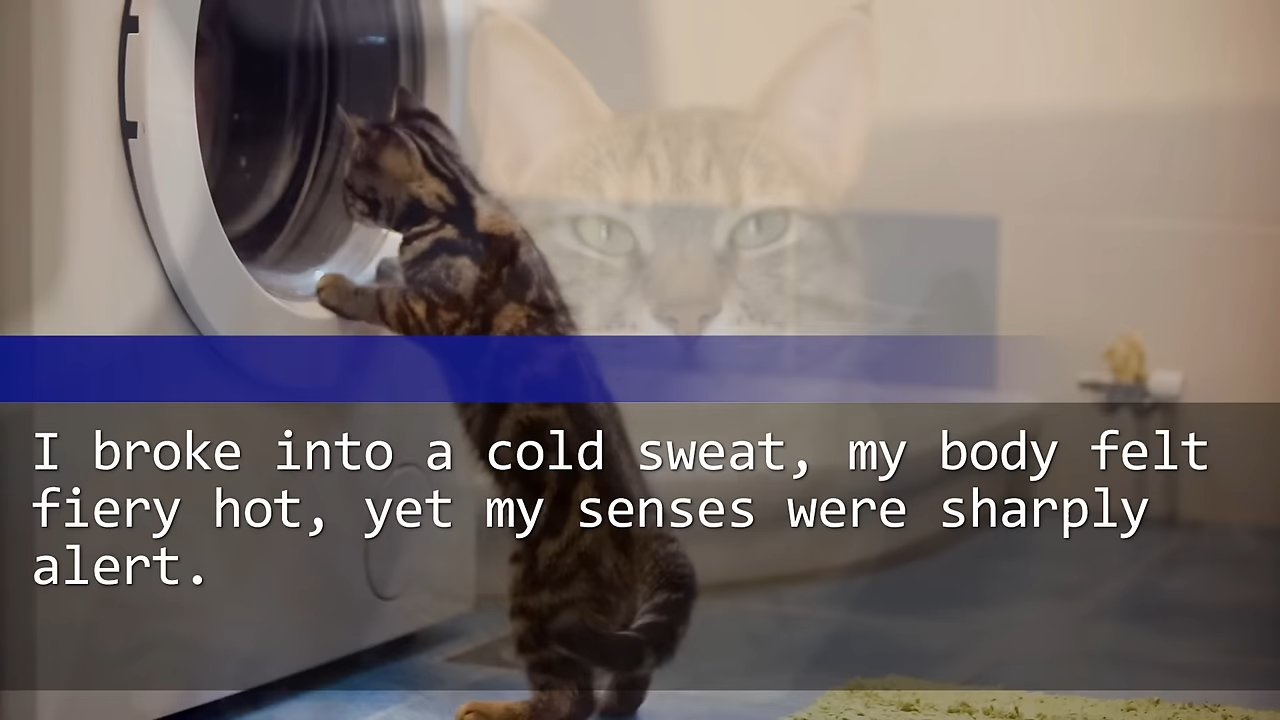 I broke into a cold sweat, my body felt
fiery hot, yet my senses were sharply
alert.